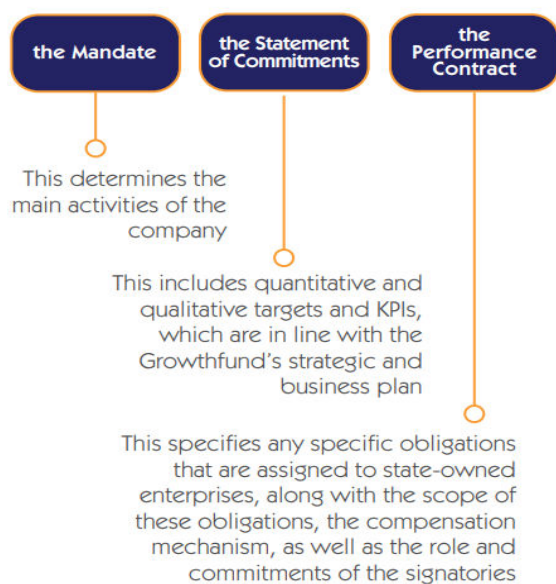 the Mandate
the Statement
of Commitments
the
Performance
Contract
This determines the
main activities of the
company
This includes quantitative and
qualitative targets and KPIs,
which are in line with the
Growthfund's strategic and
business plan
This specifies any specific obligations
that are assigned to state-owned
enterprises, along with the scope of
these obligations, the compensation
mechanism, as well as the role and
commitments of the signatories